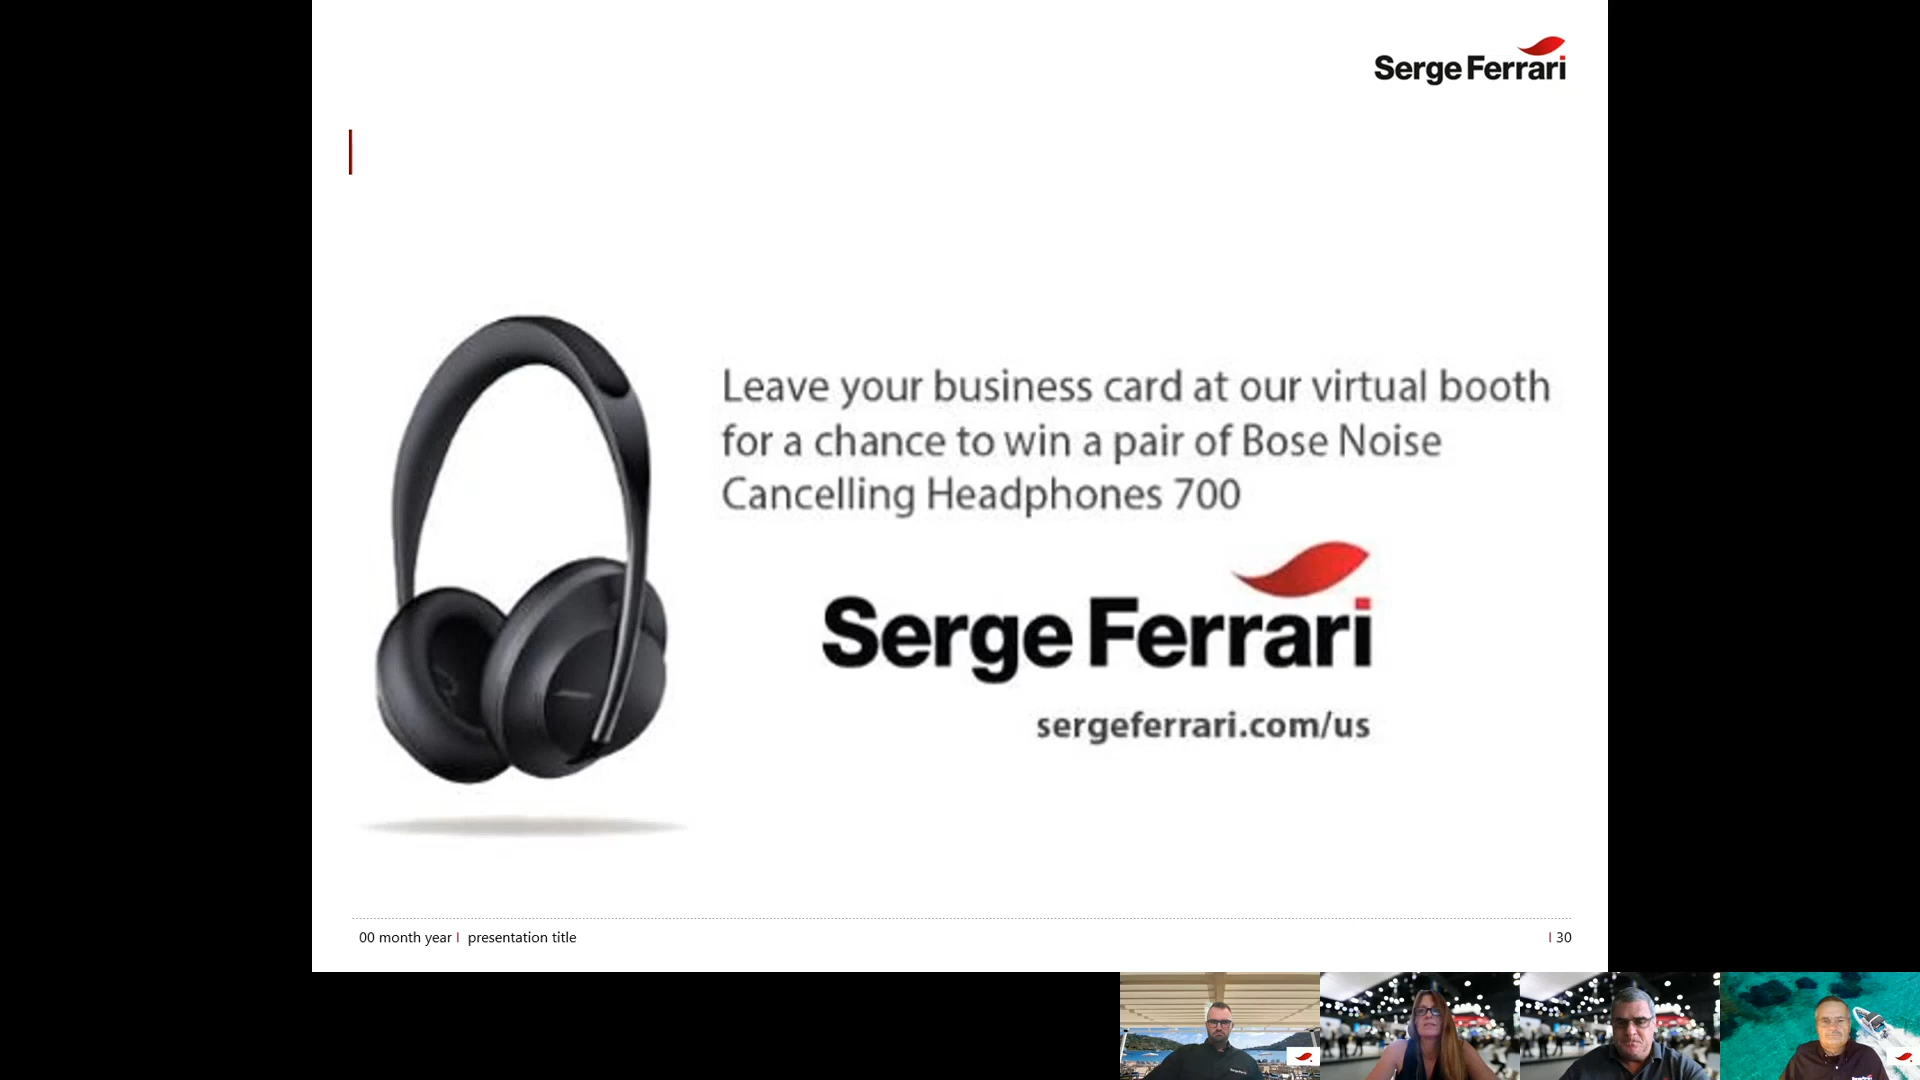 Serge Ferrari
Leave your business card at our virtual booth
for a chance to win a pair of Bose Noise
Cancelling Headphones 700
Serge Ferrari
sergeferrari.com/us
00 month year I presentation title
I 30